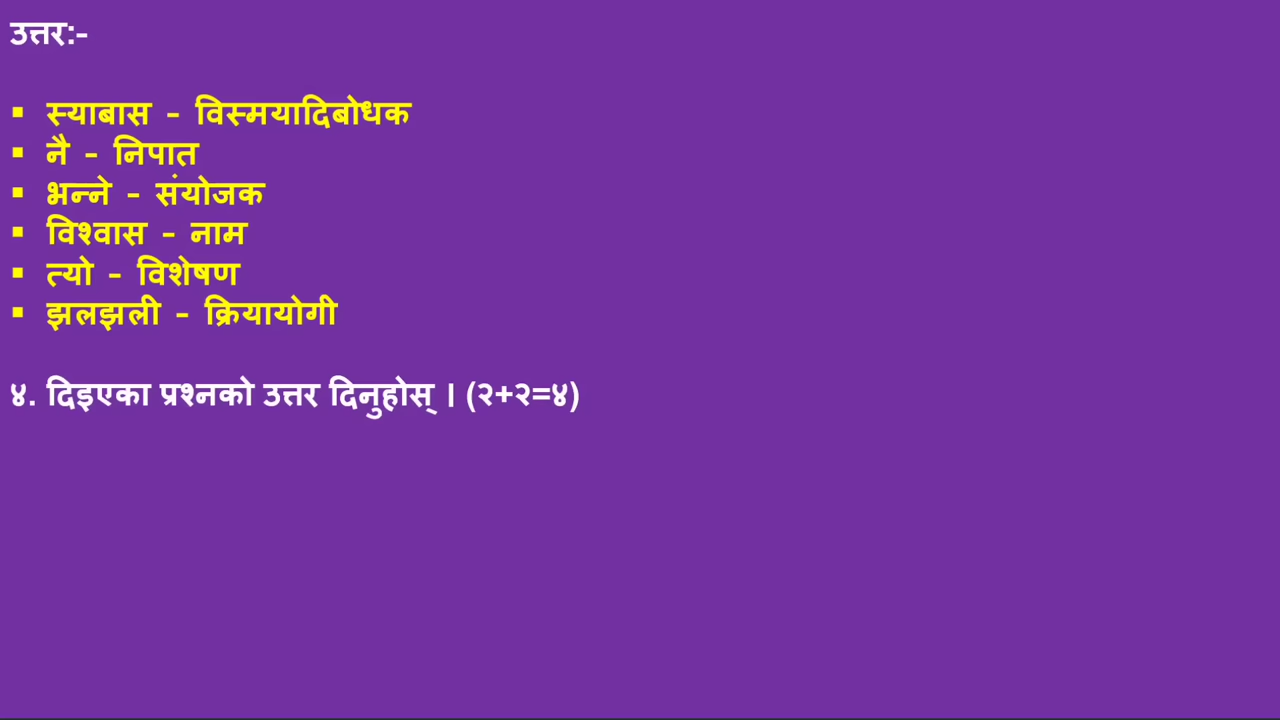 उत्तर:-
▪ स्याबास - विस्मयादिबोधक
▪ नै - निपात
▪ भन्ने - संयोजक
▪ विश्वास - नाम
▪ त्यो - विशेषण
▪ झलझली - क्रियायोगी
४. दिइएका प्रश्नको उत्तर दिनुहोस् । (२+२=४)